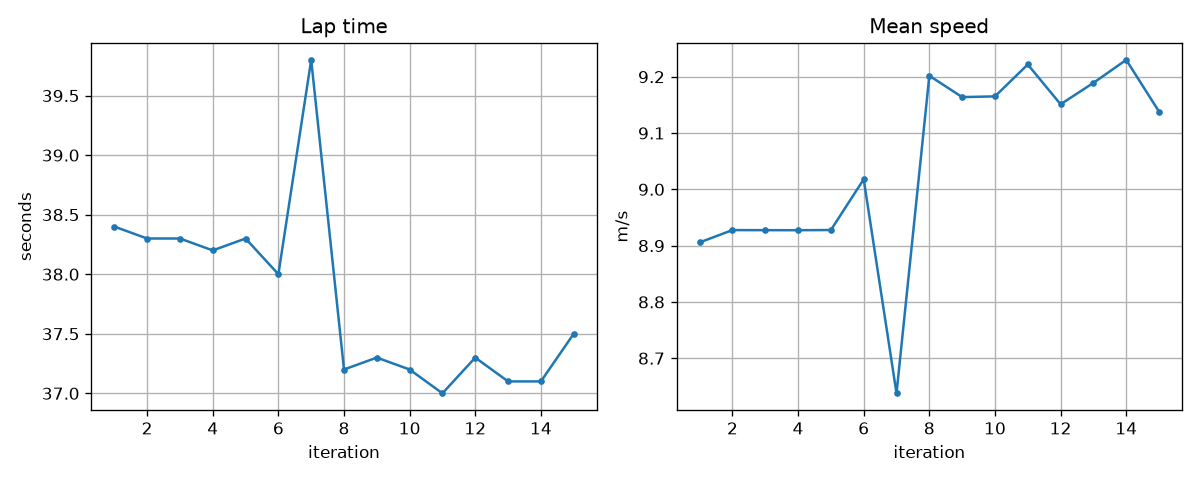 Lap time
seconds
39.5
39.0
38.5
38.0
37.5
37.0
2 4 6 8 10 12 14
iteration
Mean speed
m/s
9.2
9.1
9.0
8.9
8.8
8.7
2 4 6 8 10 12 14
iteration